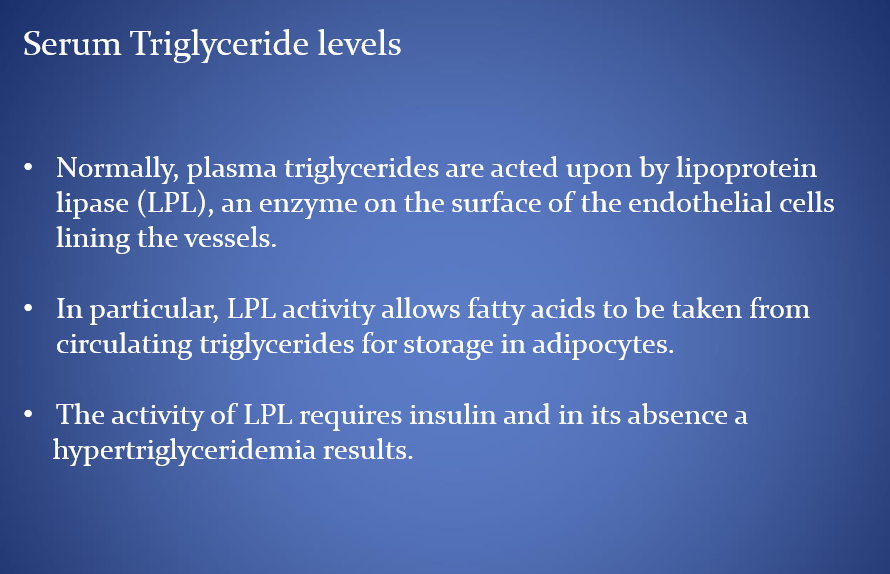 Serum Triglyceride levels
• Normally, plasma triglycerides are acted upon by lipoprotein
lipase (LPL), an enzyme on the surface of the endothelial cells
lining the vessels.
• In particular, LPL activity allows fatty acids to be taken from
circulating triglycerides for storage in adipocytes.
• The activity of LPL requires insulin and in its absence a
hypertriglyceridemia results.